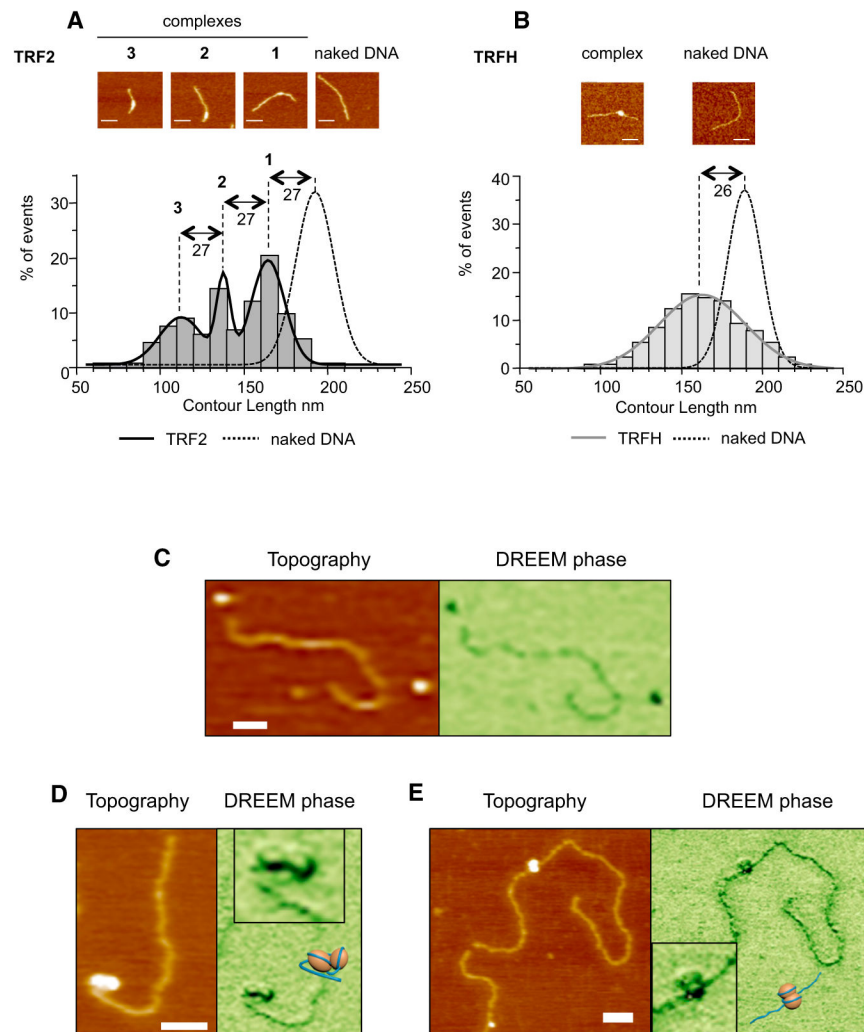 A
complexes
TRF2
3 2 1 naked DNA
% of events
30
20
10
0
3
27
2
27
1
27
50 100 150 200 250
Contour Length nm
TRF2 naked DNA
B
TRFH
complex naked DNA
% of events
40
30
20
10
0
26
50 100 150 200 250
Contour Length nm
TRFH naked DNA
C
Topography DREEM phase
D
Topography DREEM phase
E
Topography DREEM phase